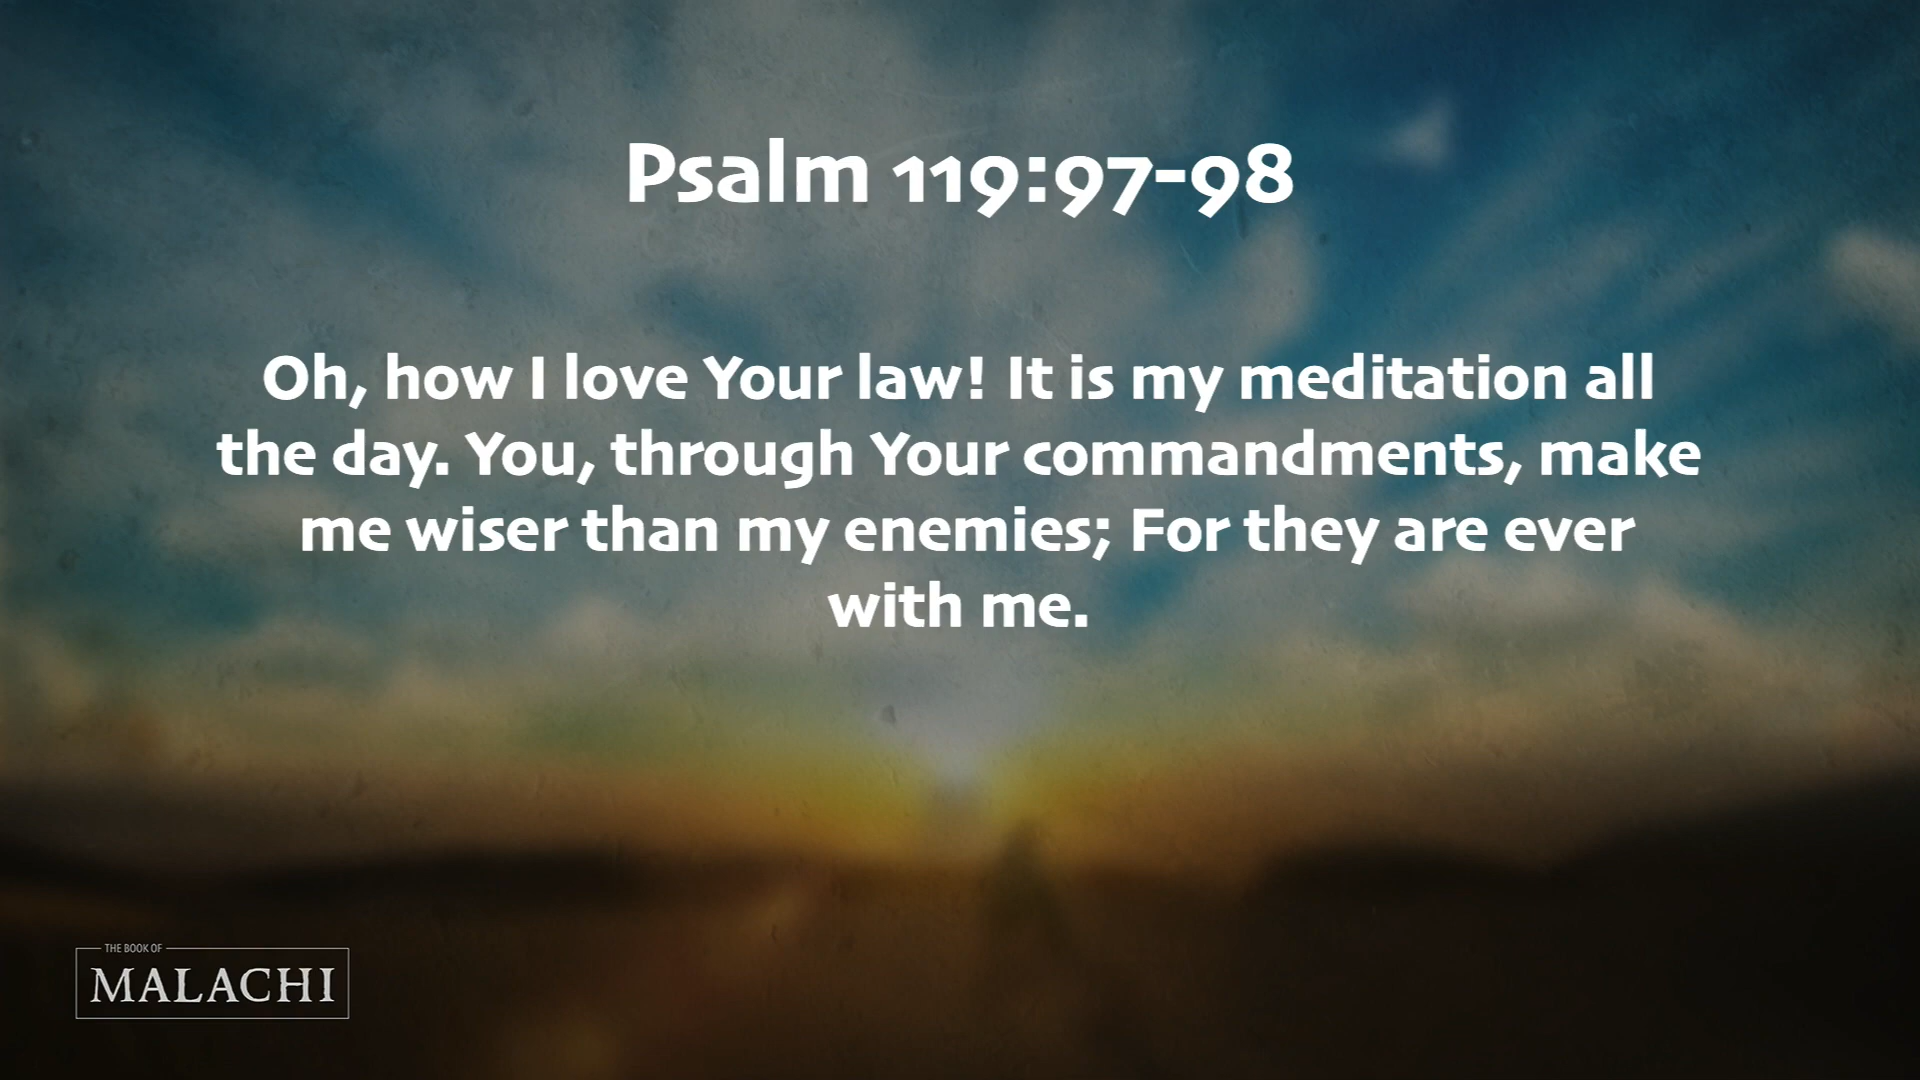 Psalm 119:97-98
Oh, how I love Your law! It is my meditation all
the day. You, through Your commandments, make
me wiser than my enemies; For they are ever
with me.
THE BOOK OF
MALACHI